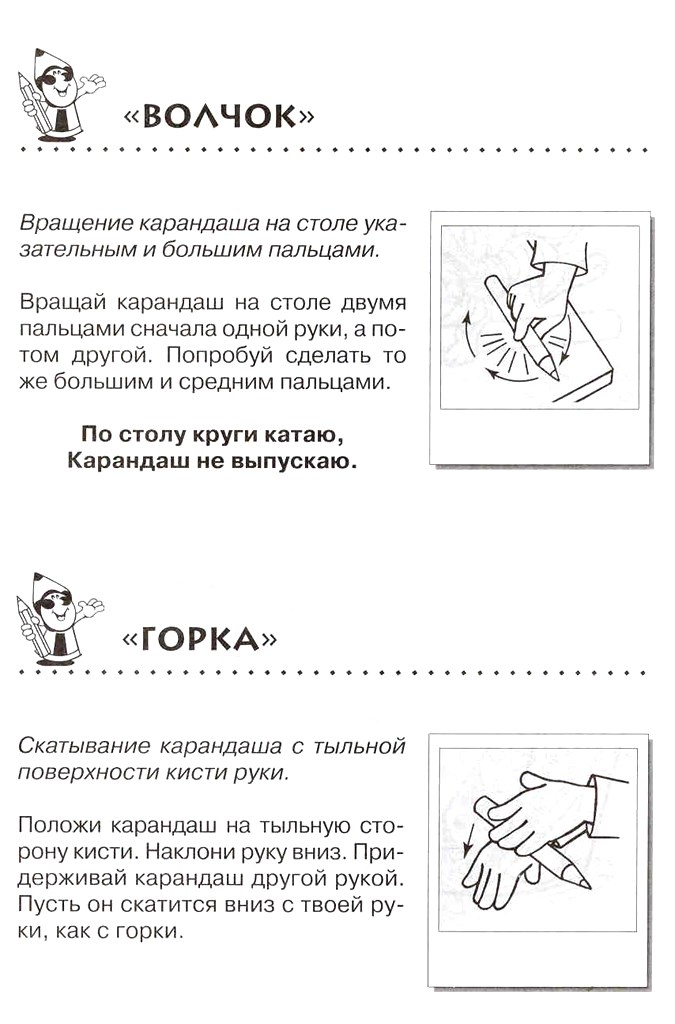 «ВОЛЧОК»
Вращение карандаша на столе ука-
зательным и большим пальцами.
Вращай карандаш на столе двумя
пальцами сначала одной руки, а по-
том другой. Попробуй сделать то
же большим и средним пальцами.
По столу круги катаю,
Карандаш не выпускаю.
«ГОРКА»
Скатывание карандаша с тыльной
поверхности кисти руки.
Положи карандаш на тыльную сто-
рону кисти. Наклони руку вниз. При-
держивай карандаш другой рукой.
Пусть он скатится вниз с твоей ру-
ки, как с горки.